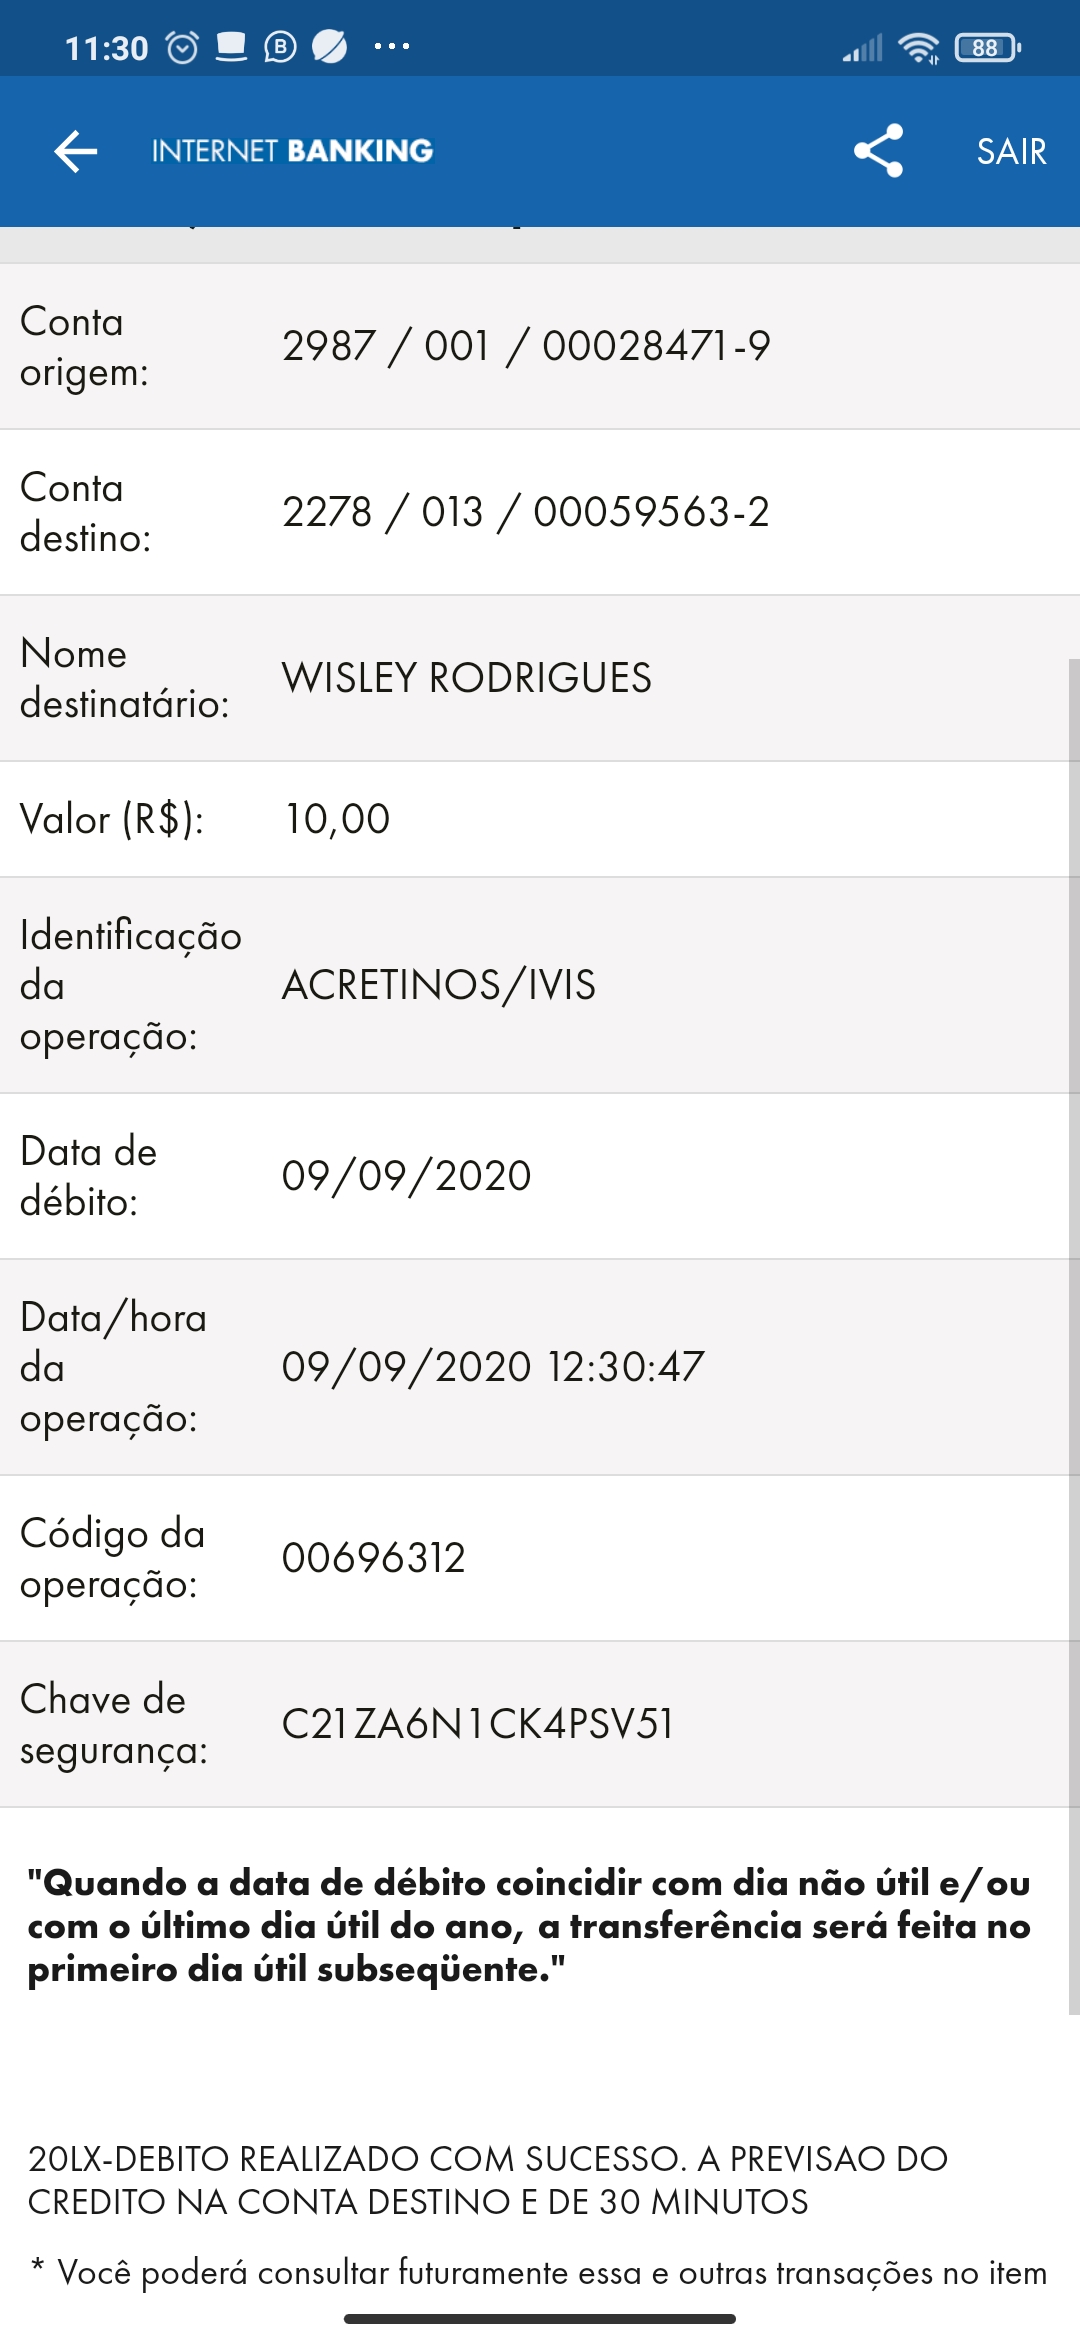 11:30
B
88
INTERNET BANKING
SAIR
Conta
origem:
2987 / 001 / 00028471-9
Conta
destino:
2278 / 013 / 00059563-2
Nome
destinatário:
WISLEY RODRIGUES
Valor (R$):
10,00
Identificação
da
operação:
ACRETINOS/IVIS
Data de
débito:
09/09/2020
Data/hora
da
operação:
09/09/2020 12:30:47
Código da
operação:
00696312
Chave de
segurança:
C21ZA6N1CK4PSV51
"Quando a data de débito coincidir com dia não útil e/ou
com o último dia útil do ano, a transferência será feita no
primeiro dia útil subseqüente."
20LX-DEBITO REALIZADO COM SUCESSO. A PREVISAO DO
CREDITO NA CONTA DESTINO E DE 30 MINUTOS
* Você poderá consultar futuramente essa e outras transações no item